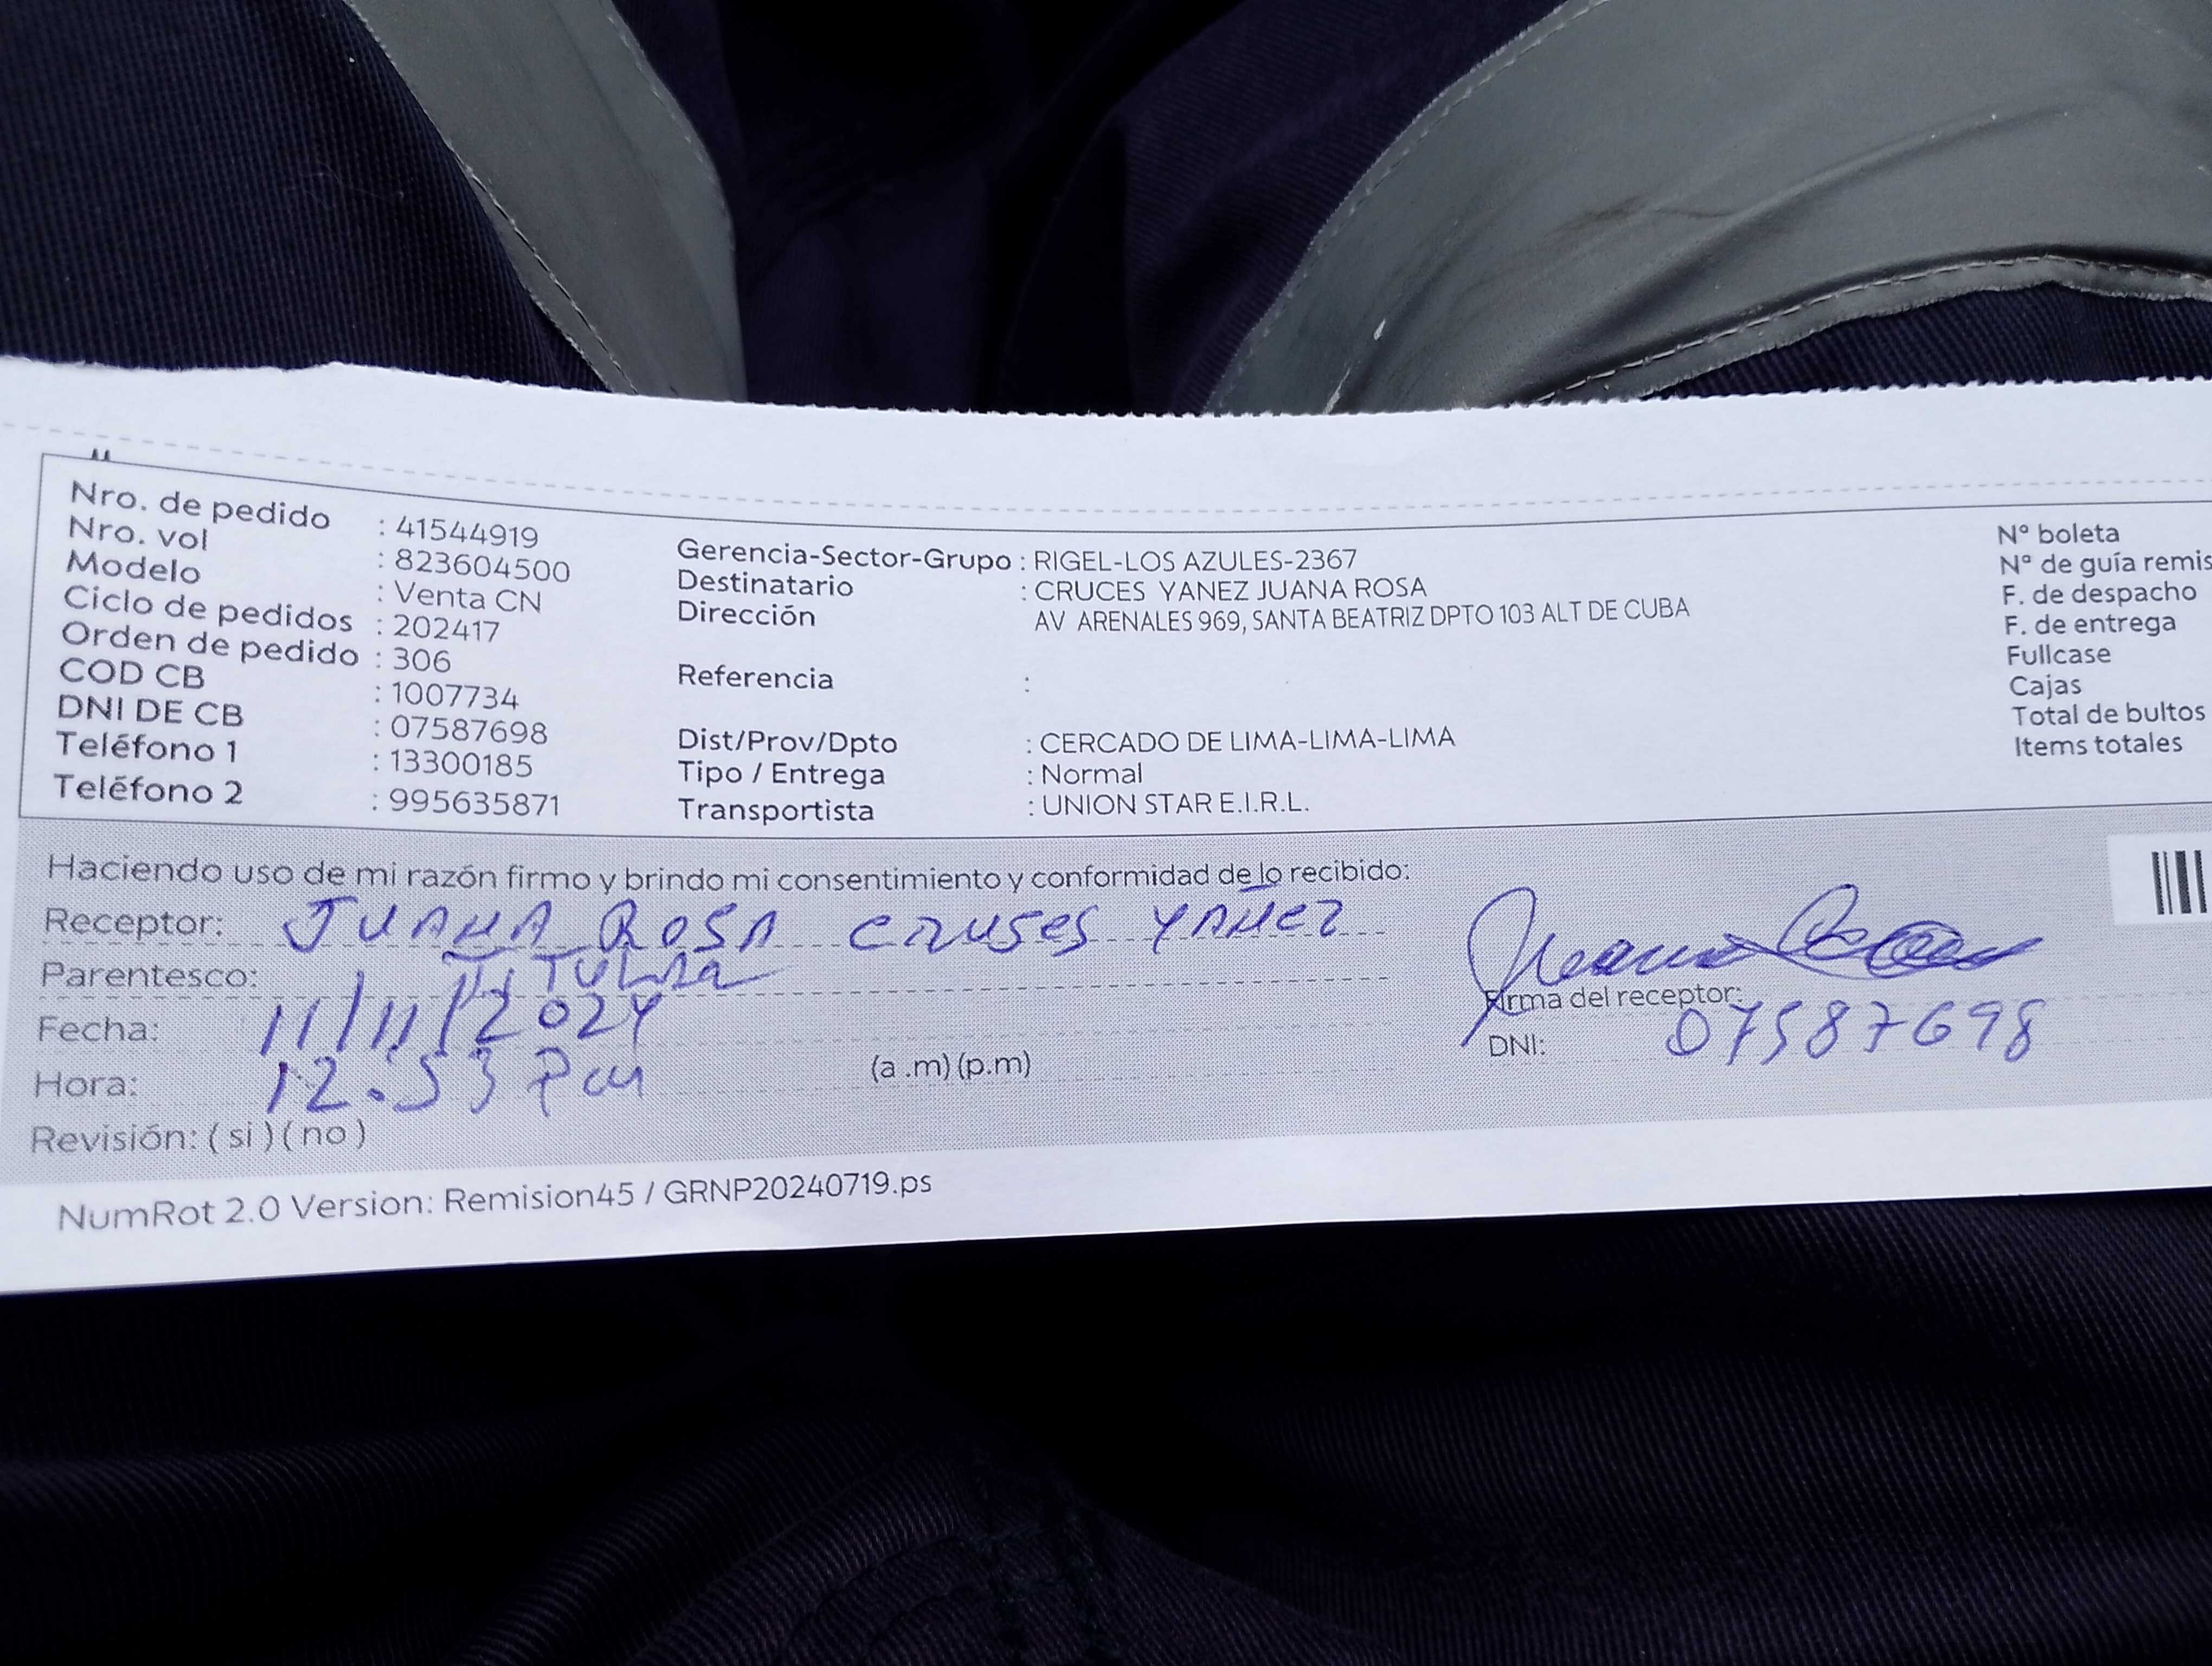 Nro. de pedido : 41544919
Nro. vol : 823604500
Modelo : Venta CN
Ciclo de pedidos : 202417
Orden de pedido : 306
COD CB : 1007734
DNI DE CB : 07587698
Teléfono 1 : 13300185
Teléfono 2 : 995635871
Gerencia-Sector-Grupo : RIGEL-LOS AZULES-2367
Destinatario : CRUCES YANEZ JUANA ROSA
Dirección AV ARENALES 969, SANTA BEATRIZ DPTO 103 ALT DE CUBA
Referencia :
Dist/Prov/Dpto : CERCADO DE LIMA-LIMA-LIMA
Tipo / Entrega : Normal
Transportista : UNION STAR E.I.R.L.
N° boleta
N° de guía remis
F. de despacho
F. de entrega
Fullcase
Cajas
Total de bultos
Items totales
Haciendo uso de mi razón firmo y brindo mi consentimiento y conformidad de lo recibido:
Receptor: JUANA ROSA CRUSES YANEZ
Parentesco: TITULAR
Fecha: 11/11/2024
Hora: 12.53 Pm (a .m) (p.m)
Revisión: ( si ) ( no )
Firma del receptor:
DNI: 07587698
NumRot 2.0 Version: Remision45 / GRNP20240719.ps